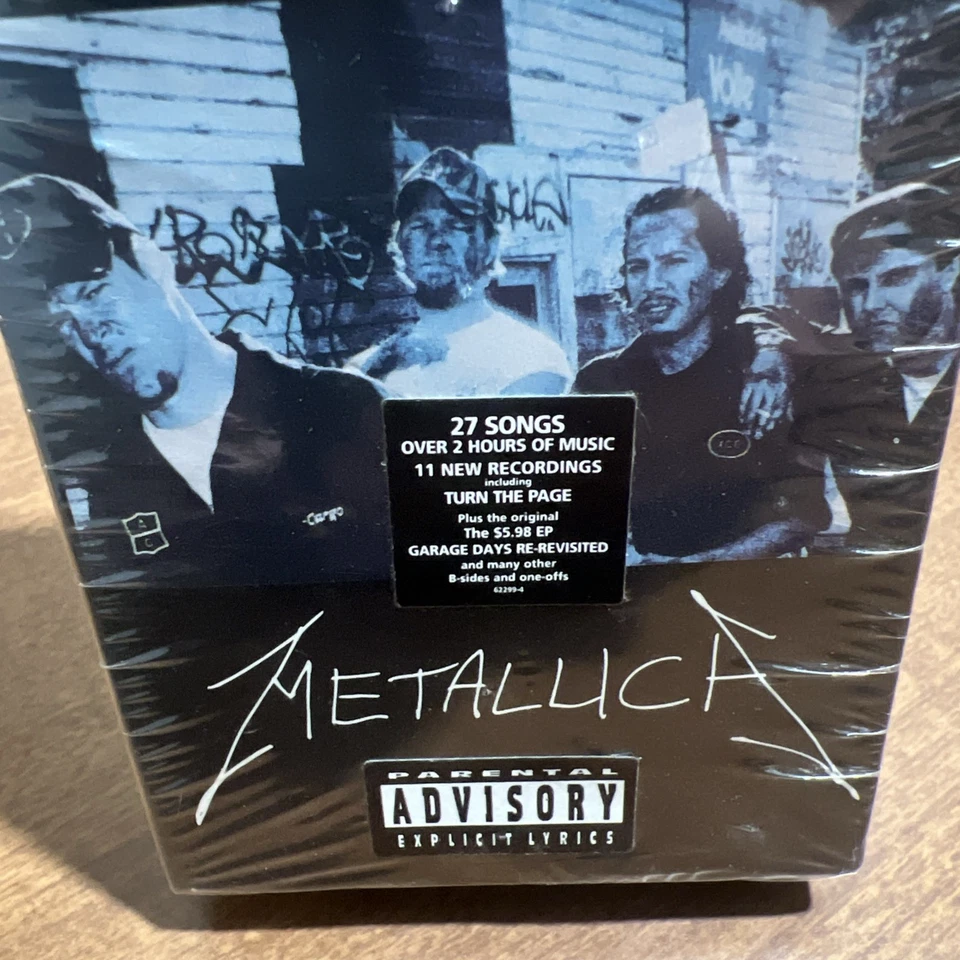 Volle
27 SONGS
OVER 2 HOURS OF MUSIC
11 NEW RECORDINGS
including
TURN THE PAGE
Plus the original
The $5.98 EP
GARAGE DAYS RE-REVISITED
and many other
B-sides and one-offs
62299-4
-Cargo
METALLICA
PARENTAL
ADVISORY
EXPLICIT LYRICS